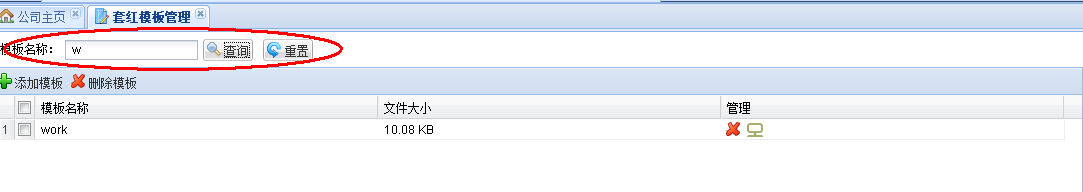 公司主页 套红模板管理
模板名称： w 查询 重置
添加模板 删除模板
模板名称 文件大小 管理
1 work 10.08 KB